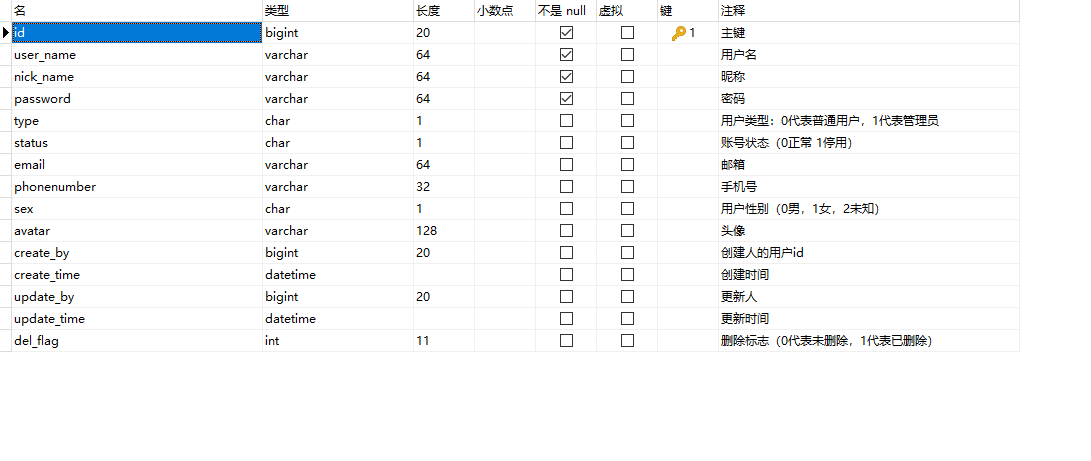 名 类型 长度 小数点 不是 null 虚拟 键 注释
id bigint 20 1 主键
user_name varchar 64 用户名
nick_name varchar 64 昵称
password varchar 64 密码
type char 1 用户类型：0代表普通用户，1代表管理员
status char 1 账号状态（0正常 1停用）
email varchar 64 邮箱
phonenumber varchar 32 手机号
sex char 1 用户性别（0男，1女，2未知）
avatar varchar 128 头像
create_by bigint 20 创建人的用户id
create_time datetime 创建时间
update_by bigint 20 更新人
update_time datetime 更新时间
del_flag int 11 删除标志（0代表未删除，1代表已删除）